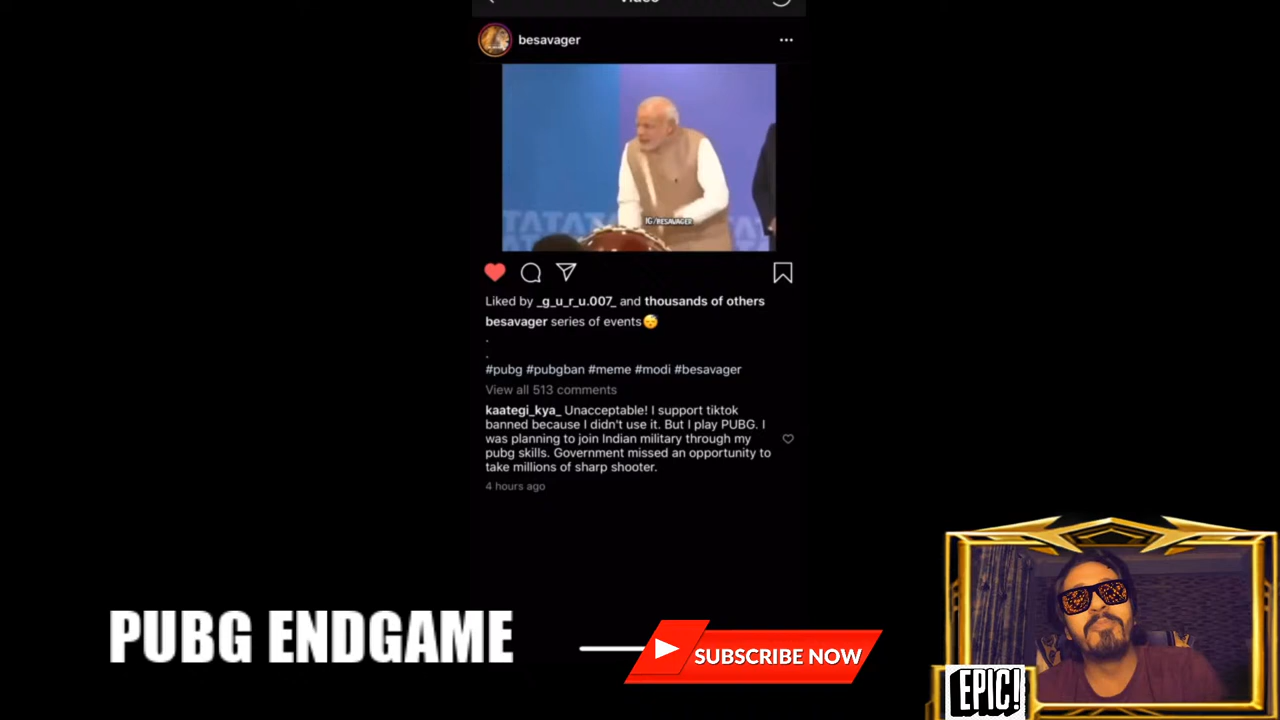 Video
besavager
TATA
IG/BESAVAGER
Liked by _g_u_r_u.007_ and thousands of others
besavager series of events😴
.
.
#pubg #pubgban #meme #modi #besavager
View all 513 comments
kaategi_kya_ Unacceptable! I support tiktok
banned because I didn't use it. But I play PUBG. I
was planning to join Indian military through my
pubg skills. Government missed an opportunity to
take millions of sharp shooter.
4 hours ago
PUBG ENDGAME
SUBSCRIBE NOW
EPIC!